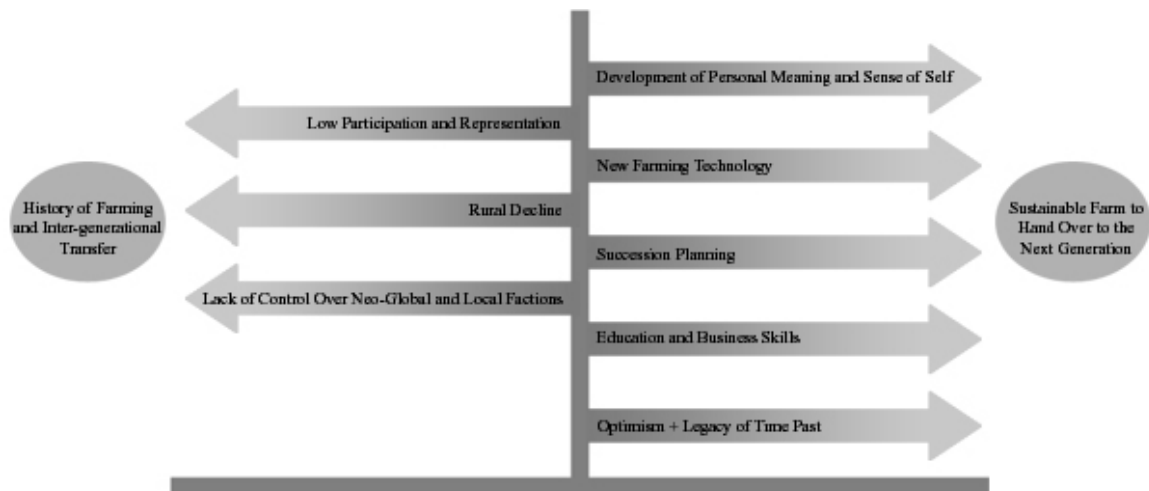 Development of Personal Meaning and Sense of Self
Low Participation and Representation
New Farming Technology
History of Farming
and Inter-generational
Transfer
Rural Decline
Sustainable Farm to
Hand Over to the
Next Generation
Succession Planning
Lack of Control Over Neo-Global and Local Factions
Education and Business Skills
Optimism + Legacy of Time Past